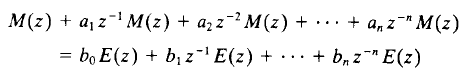 M(z) + a₁z⁻¹M(z) + a₂z⁻²M(z) + ⋯ + aₙz⁻ⁿM(z)
= b₀E(z) + b₁z⁻¹E(z) + ⋯ + bₙz⁻ⁿE(z)